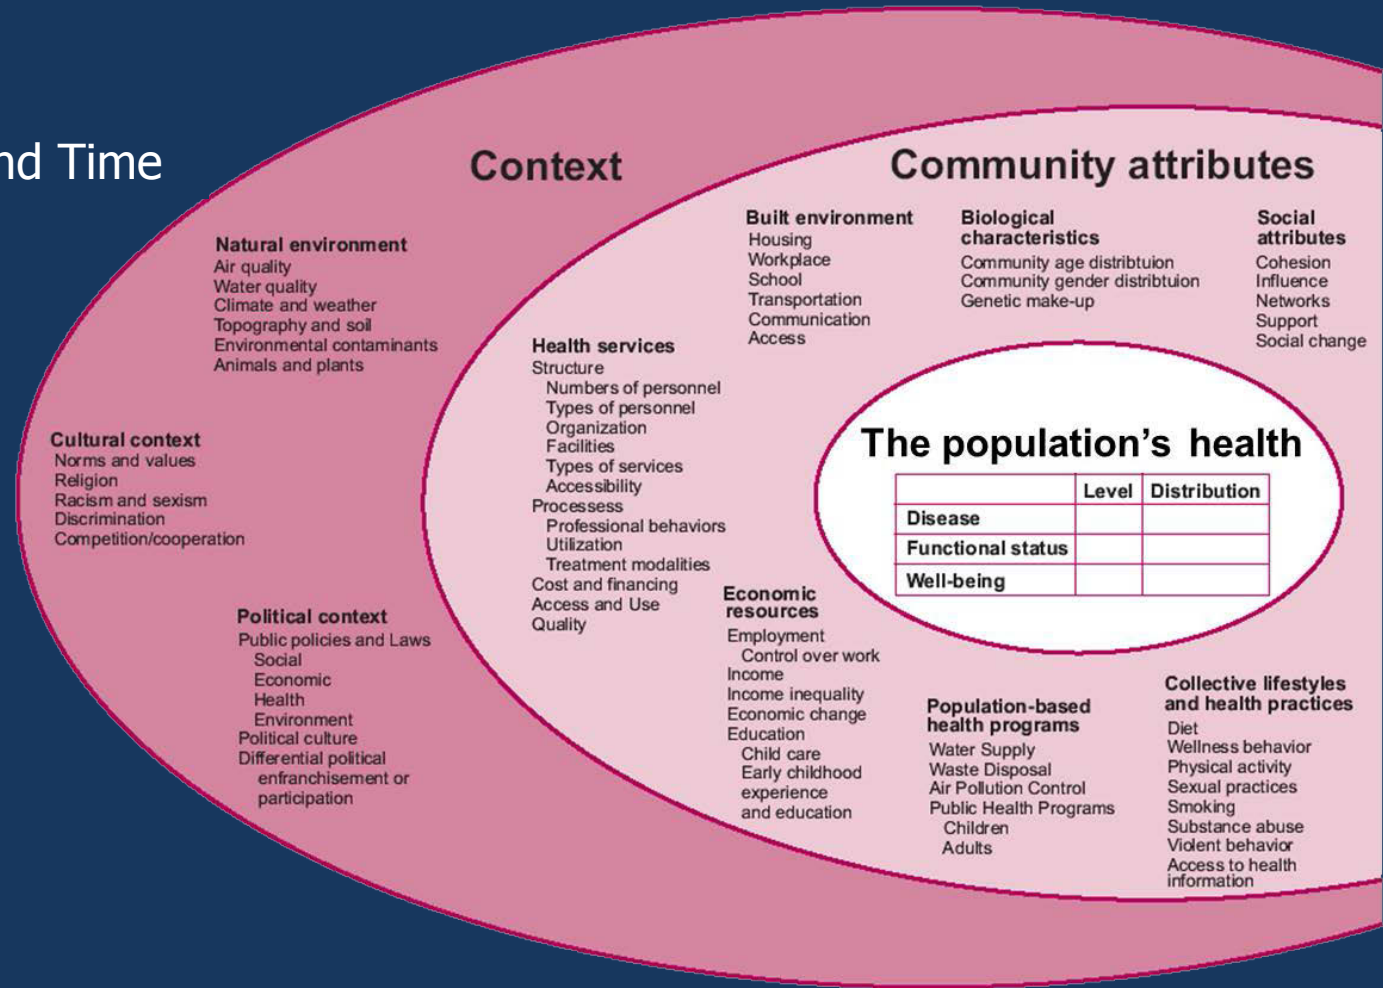 nd Time
Context
Community attributes
Natural environment
Air quality
Water quality
Climate and weather
Topography and soil
Environmental contaminants
Animals and plants
Cultural context
Norms and values
Religion
Racism and sexism
Discrimination
Competition/cooperation
Political context
Public policies and Laws
Social
Economic
Health
Environment
Political culture
Differential political
enfranchisement or
participation
Health services
Structure
Numbers of personnel
Types of personnel
Organization
Facilities
Types of services
Accessibility
Processess
Professional behaviors
Utilization
Treatment modalities
Cost and financing
Access and Use
Quality
Built environment
Housing
Workplace
School
Transportation
Communication
Access
Biological
characteristics
Community age distribtuion
Community gender distribtuion
Genetic make-up
Social
attributes
Cohesion
Influence
Networks
Support
Social change
The population's health
Level Distribution
Disease
Functional status
Well-being
Economic
resources
Employment
Control over work
Income
Income inequality
Economic change
Education
Child care
Early childhood
experience
and education
Population-based
health programs
Water Supply
Waste Disposal
Air Pollution Control
Public Health Programs
Children
Adults
Collective lifestyles
and health practices
Diet
Wellness behavior
Physical activity
Sexual practices
Smoking
Substance abuse
Violent behavior
Access to health
information